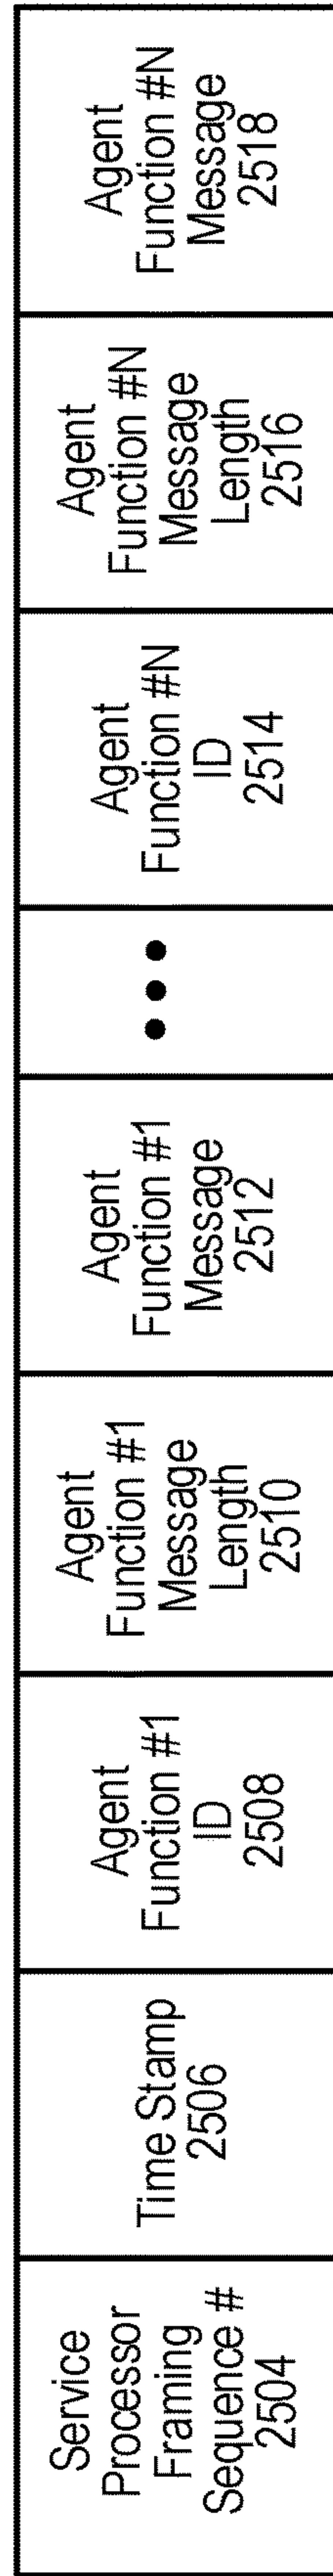 Service
Processor
Framing
Sequence #
2504
Time Stamp
2506
Agent
Function #1
ID
2508
Agent
Function #1
Message
Length
2510
Agent
Function #1
Message
2512
• • •
Agent
Function #N
ID
2514
Agent
Function #N
Message
Length
2516
Agent
Function #N
Message
2518